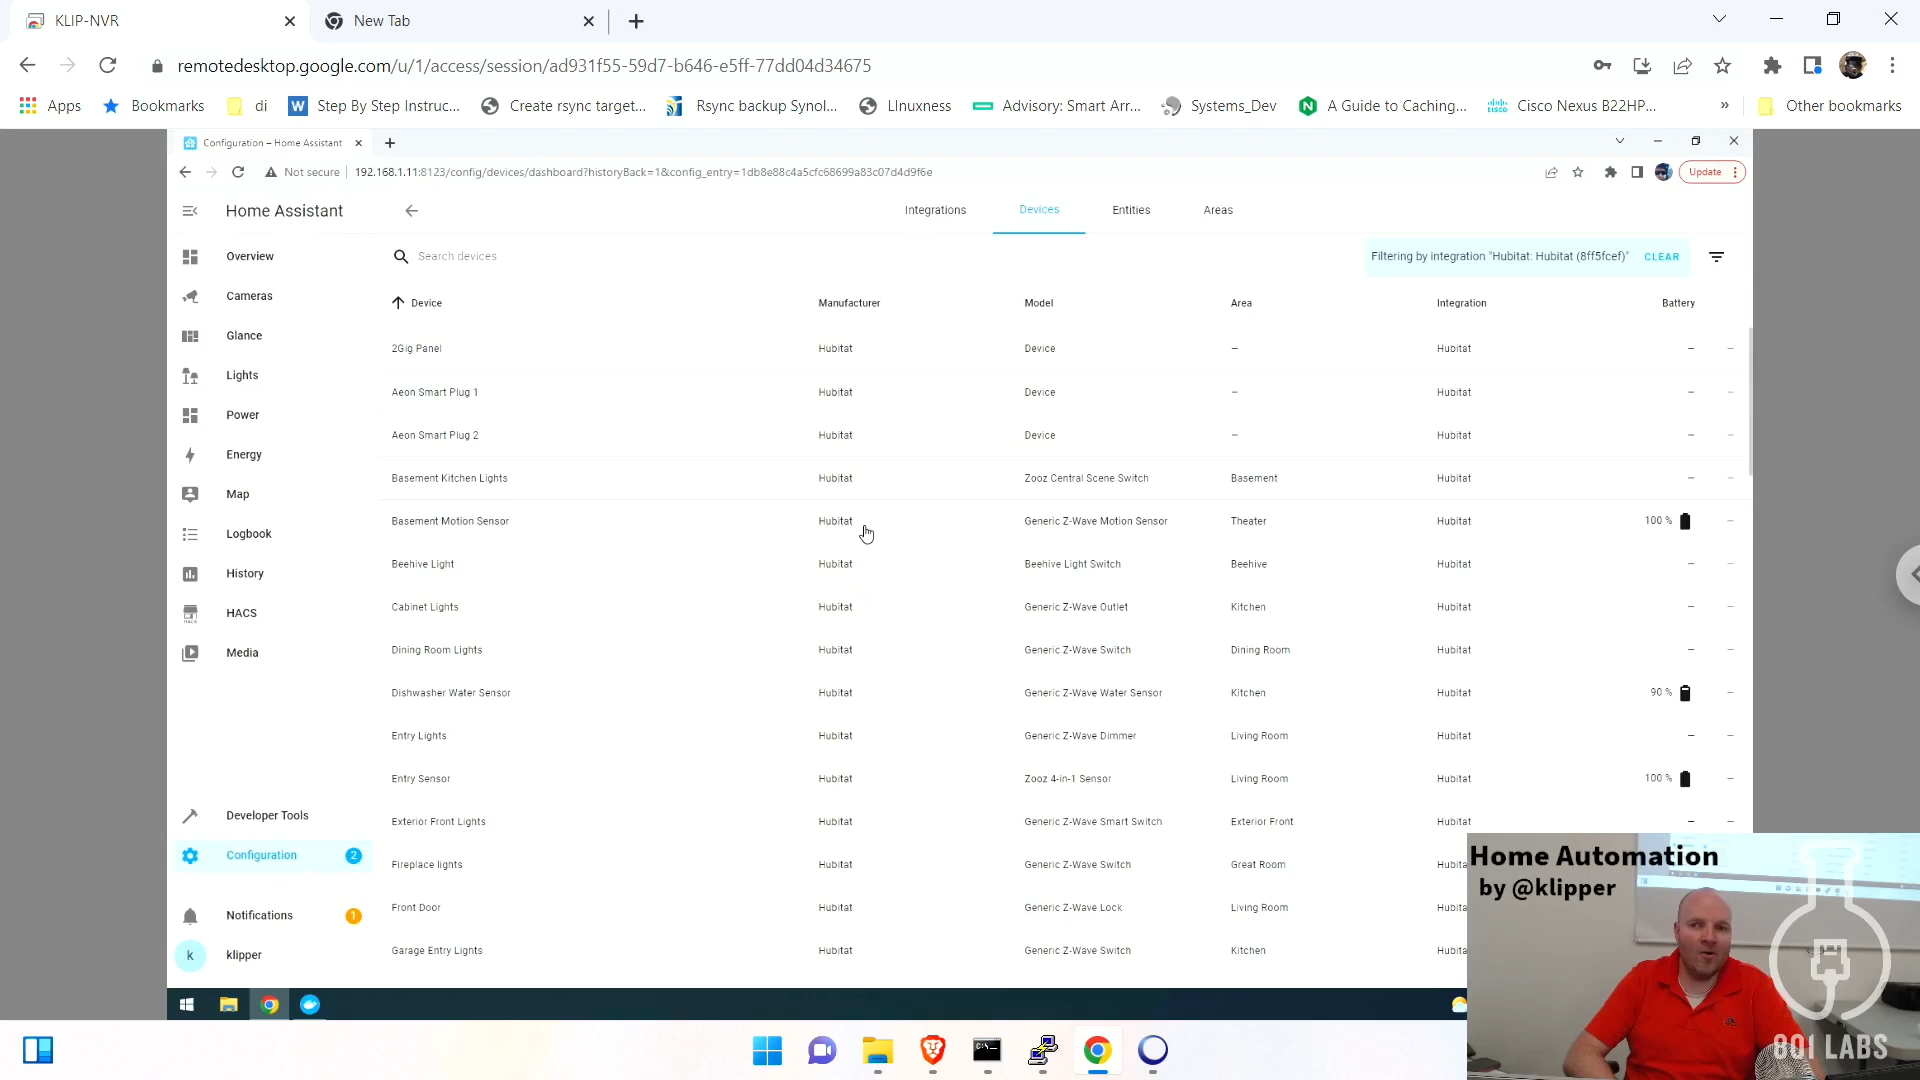 KLIP-NVR
New Tab
remotedesktop.google.com/u/1/access/session/ad931f55-59d7-b646-e5ff-77dd04d34675
Apps Bookmarks di Step By Step Instruc... Create rsync target... Rsync backup Synol... LInuxness Advisory: Smart Arr... Systems_Dev A Guide to Caching... Cisco Nexus B22HP... » Other bookmarks
Configuration – Home Assistant
Not secure 192.168.1.11:8123/config/devices/dashboard?historyBack=1&config_entry=1db8e88c4a5cfc68699a83c07d4d9f6e Update
Home Assistant Integrations Devices Entities Areas
Overview
Cameras
Glance
Lights
Power
Energy
Map
Logbook
History
HACS
Media
Developer Tools
Configuration 2
Notifications 1
k klipper
Search devices Filtering by integration "Hubitat: Hubitat (8ff5fcef)" CLEAR
Device Manufacturer Model Area Integration Battery
2Gig Panel Hubitat Device – Hubitat – –
Aeon Smart Plug 1 Hubitat Device – Hubitat – –
Aeon Smart Plug 2 Hubitat Device – Hubitat – –
Basement Kitchen Lights Hubitat Zooz Central Scene Switch Basement Hubitat – –
Basement Motion Sensor Hubitat Generic Z-Wave Motion Sensor Theater Hubitat 100 % –
Beehive Light Hubitat Beehive Light Switch Beehive Hubitat – –
Cabinet Lights Hubitat Generic Z-Wave Outlet Kitchen Hubitat – –
Dining Room Lights Hubitat Generic Z-Wave Switch Dining Room Hubitat – –
Dishwasher Water Sensor Hubitat Generic Z-Wave Water Sensor Kitchen Hubitat 90 % –
Entry Lights Hubitat Generic Z-Wave Dimmer Living Room Hubitat – –
Entry Sensor Hubitat Zooz 4-in-1 Sensor Living Room Hubitat 100 % –
Exterior Front Lights Hubitat Generic Z-Wave Smart Switch Exterior Front Hubitat – –
Fireplace lights Hubitat Generic Z-Wave Switch Great Room Hubita
Front Door Hubitat Generic Z-Wave Lock Living Room Hubita
Garage Entry Lights Hubitat Generic Z-Wave Switch Kitchen Hubita
Home Automation
by @klipper
801 LABS